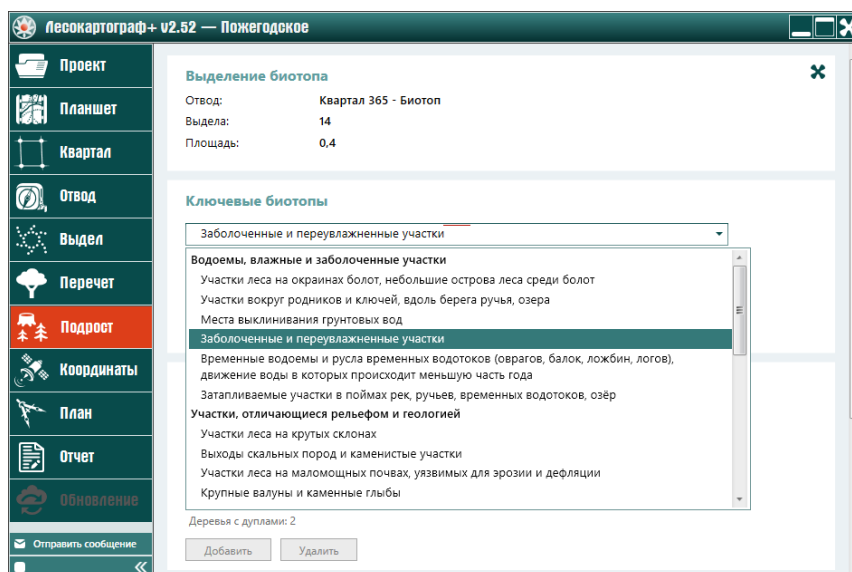 Лесокартограф+ v2.52 — Пожегодское
Проект
Планшет
Квартал
Отвод
Выдел
Перечет
Подрост
Координаты
План
Отчет
Обновление
Отправить сообщение
Выделение биотопа
Отвод: Квартал 365 - Биотоп
Выдела: 14
Площадь: 0,4
Ключевые биотопы
Заболоченные и переувлажненные участки
Водоемы, влажные и заболоченные участки
Участки леса на окраинах болот, небольшие острова леса среди болот
Участки вокруг родников и ключей, вдоль берега ручья, озера
Места выклинивания грунтовых вод
Заболоченные и переувлажненные участки
Временные водоемы и русла временных водотоков (оврагов, балок, ложбин, логов),
движение воды в которых происходит меньшую часть года
Затапливаемые участки в поймах рек, ручьев, временных водотоков, озёр
Участки, отличающиеся рельефом и геологией
Участки леса на крутых склонах
Выходы скальных пород и каменистые участки
Участки леса на маломощных почвах, уязвимых для эрозии и дефляции
Крупные валуны и каменные глыбы
Деревья с дуплами: 2
Добавить
Удалить